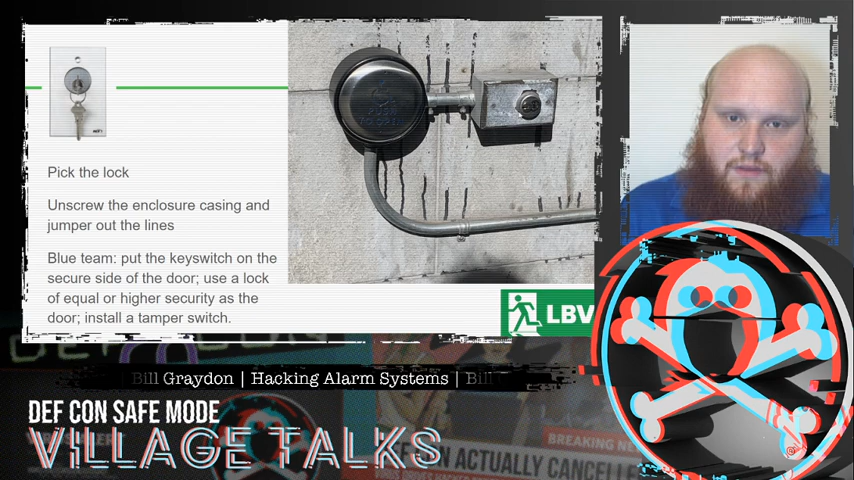 Pick the lock
Unscrew the enclosure casing and
jumper out the lines
Blue team: put the keyswitch on the
secure side of the door; use a lock
of equal or higher security as the
door; install a tamper switch.
LBV
Bill Graydon | Hacking Alarm Systems | Bill
DEF CON SAFE MODE
VILLAGE TALKS
BREAKING NE
CON ACTUALLY CANCELLE